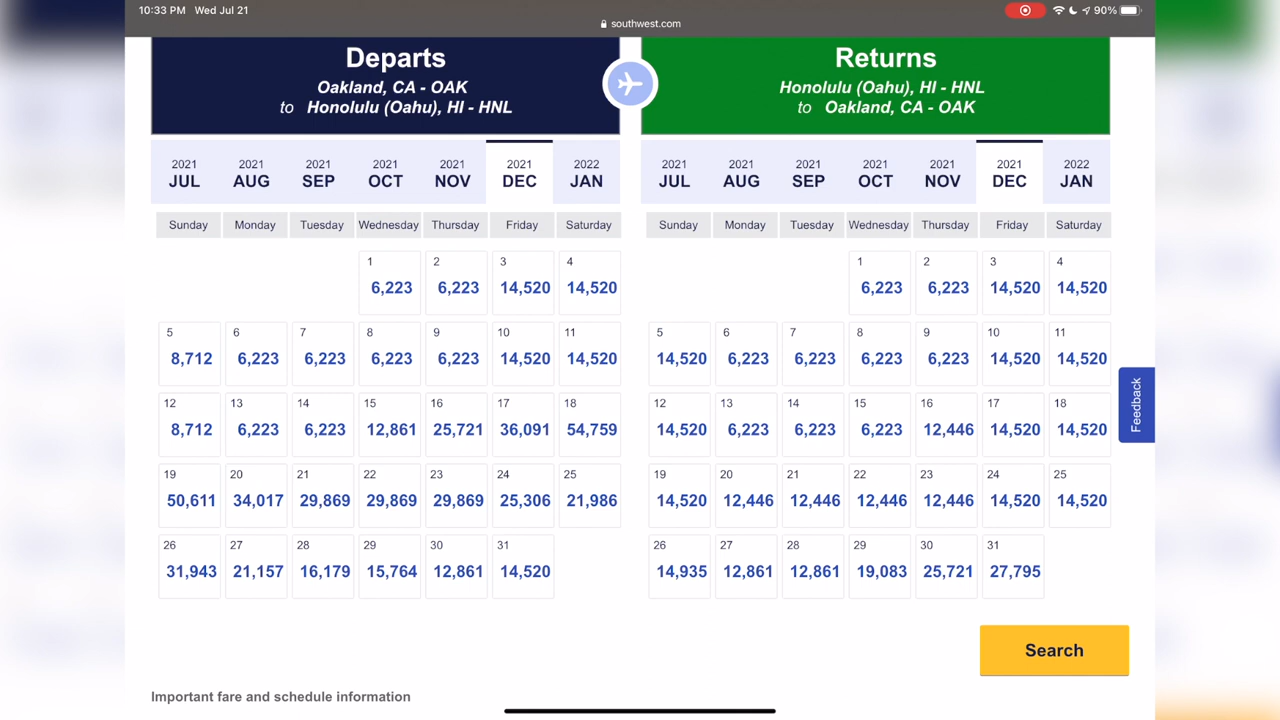 10:33 PM Wed Jul 21
90%
southwest.com
Departs
Oakland, CA - OAK
to Honolulu (Oahu), HI - HNL
Returns
Honolulu (Oahu), HI - HNL
to Oakland, CA - OAK
2021 2021 2021 2021 2021 2021 2022
JUL AUG SEP OCT NOV DEC JAN
Sunday Monday Tuesday Wednesday Thursday Friday Saturday
1 2 3 4
6,223 6,223 14,520 14,520
5 6 7 8 9 10 11
8,712 6,223 6,223 6,223 6,223 14,520 14,520
12 13 14 15 16 17 18
8,712 6,223 6,223 12,861 25,721 36,091 54,759
19 20 21 22 23 24 25
50,611 34,017 29,869 29,869 29,869 25,306 21,986
26 27 28 29 30 31
31,943 21,157 16,179 15,764 12,861 14,520
2021 2021 2021 2021 2021 2021 2022
JUL AUG SEP OCT NOV DEC JAN
Sunday Monday Tuesday Wednesday Thursday Friday Saturday
1 2 3 4
6,223 6,223 14,520 14,520
5 6 7 8 9 10 11
14,520 6,223 6,223 6,223 6,223 14,520 14,520
12 13 14 15 16 17 18
14,520 6,223 6,223 6,223 12,446 14,520 14,520
19 20 21 22 23 24 25
14,520 12,446 12,446 12,446 12,446 14,520 14,520
26 27 28 29 30 31
14,935 12,861 12,861 19,083 25,721 27,795
Feedback
Search
Important fare and schedule information